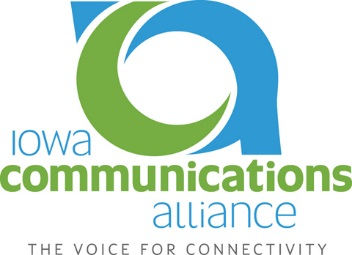 iowa
communications
alliance
THE VOICE FOR CONNECTIVITY